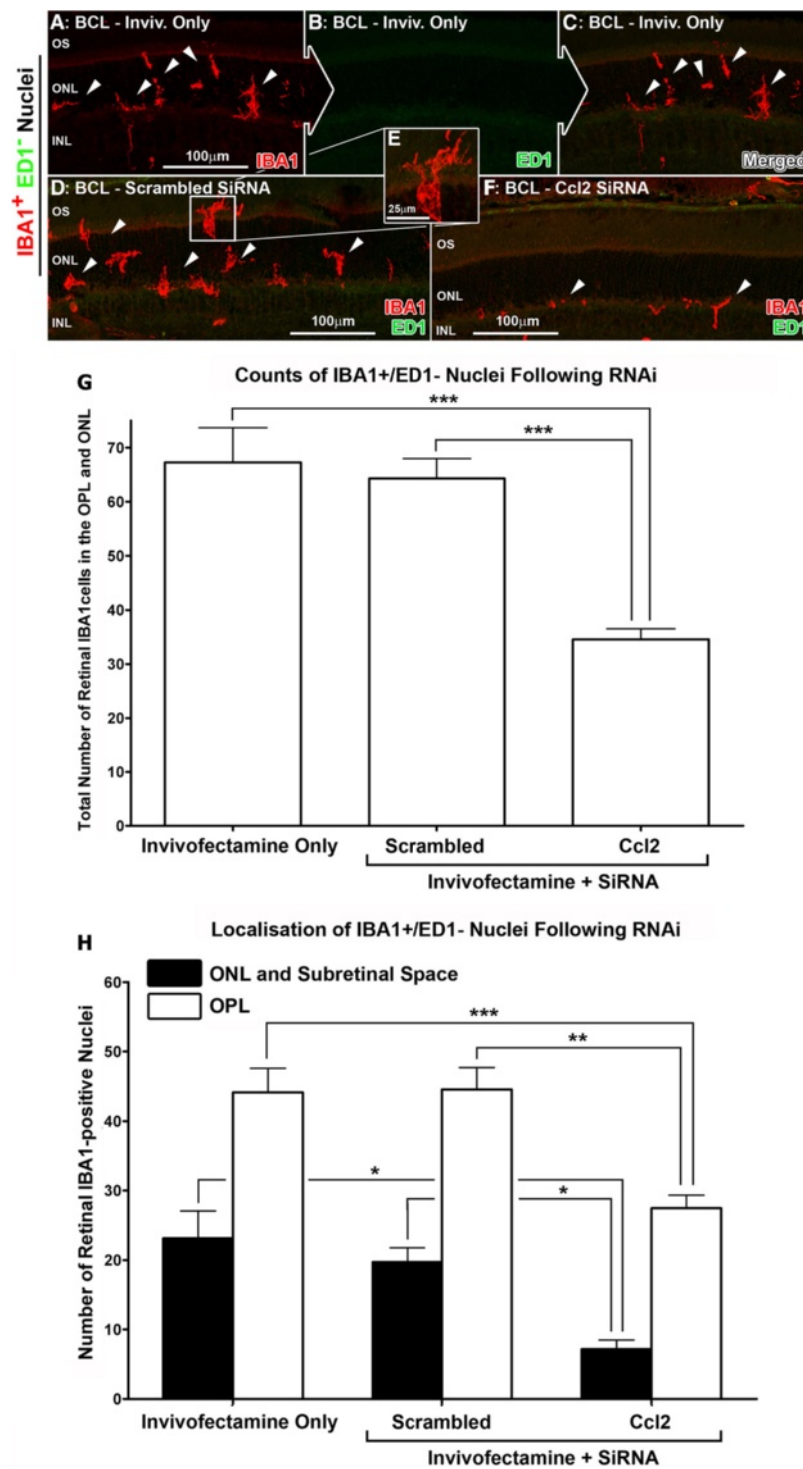 IBA1+ ED1- Nuclei
A: BCL - Inviv. Only
OS
ONL
INL
100µm
IBA1
B: BCL - Inviv. Only
ED1
C: BCL - Inviv. Only
Merged
D: BCL - Scrambled SiRNA
OS
ONL
INL
100µm
IBA1
ED1
E
25µm
F: BCL - Ccl2 SiRNA
OS
ONL
INL
100µm
IBA1
ED1
G
Counts of IBA1+/ED1- Nuclei Following RNAi
Total Number of Retinal IBA1cells in the OPL and ONL
***
***
70
60
50
40
30
20
10
0
Invivofectamine Only
Scrambled
Ccl2
Invivofectamine + SiRNA
H
Localisation of IBA1+/ED1- Nuclei Following RNAi
ONL and Subretinal Space
OPL
Number of Retinal IBA1-positive Nuclei
***
**
*
*
60
50
40
30
20
10
0
Invivofectamine Only
Scrambled
Ccl2
Invivofectamine + SiRNA